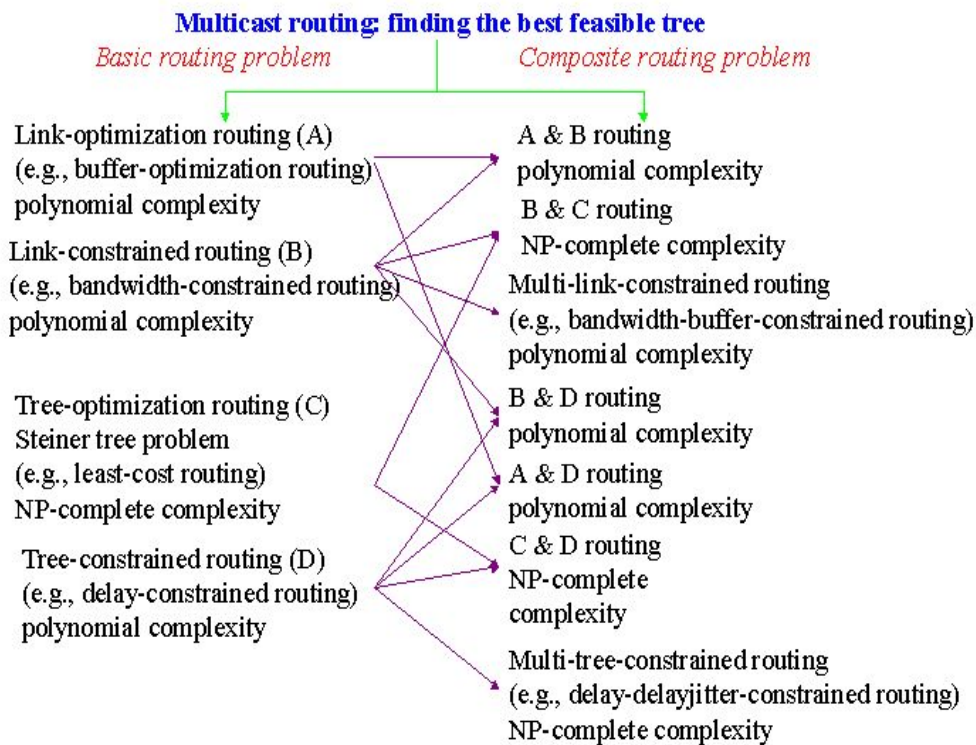 Multicast routing: finding the best feasible tree
Basic routing problem
Composite routing problem
Link-optimization routing (A)
(e.g., buffer-optimization routing)
polynomial complexity
Link-constrained routing (B)
(e.g., bandwidth-constrained routing)
polynomial complexity
Tree-optimization routing (C)
Steiner tree problem
(e.g., least-cost routing)
NP-complete complexity
Tree-constrained routing (D)
(e.g., delay-constrained routing)
polynomial complexity
A & B routing
polynomial complexity
B & C routing
NP-complete complexity
Multi-link-constrained routing
(e.g., bandwidth-buffer-constrained routing)
polynomial complexity
B & D routing
polynomial complexity
A & D routing
polynomial complexity
C & D routing
NP-complete
complexity
Multi-tree-constrained routing
(e.g., delay-delayjitter-constrained routing)
NP-complete complexity